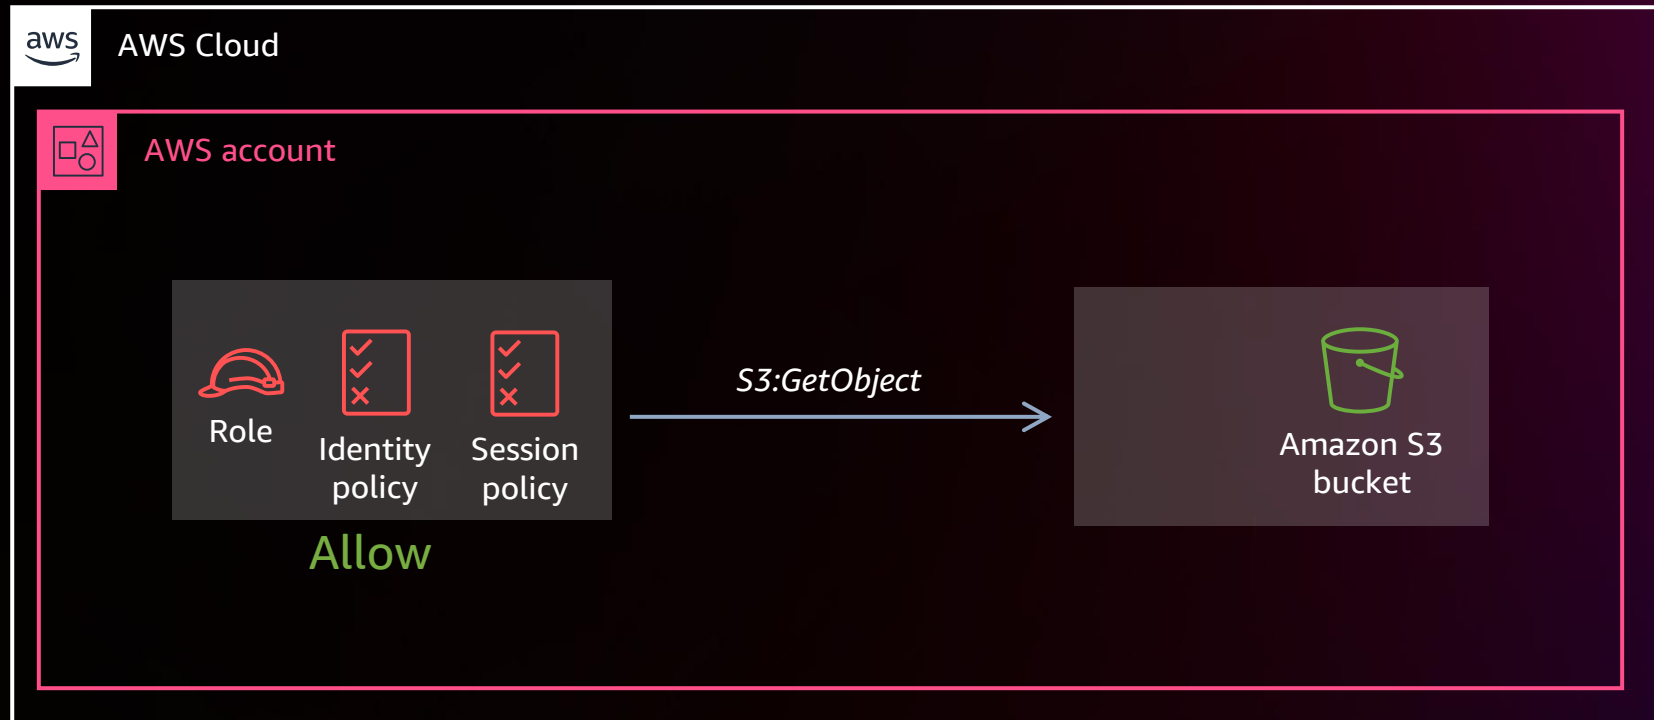 aws
AWS Cloud
AWS account
Role
Identity
policy
Session
policy
Allow
S3:GetObject
Amazon S3
bucket